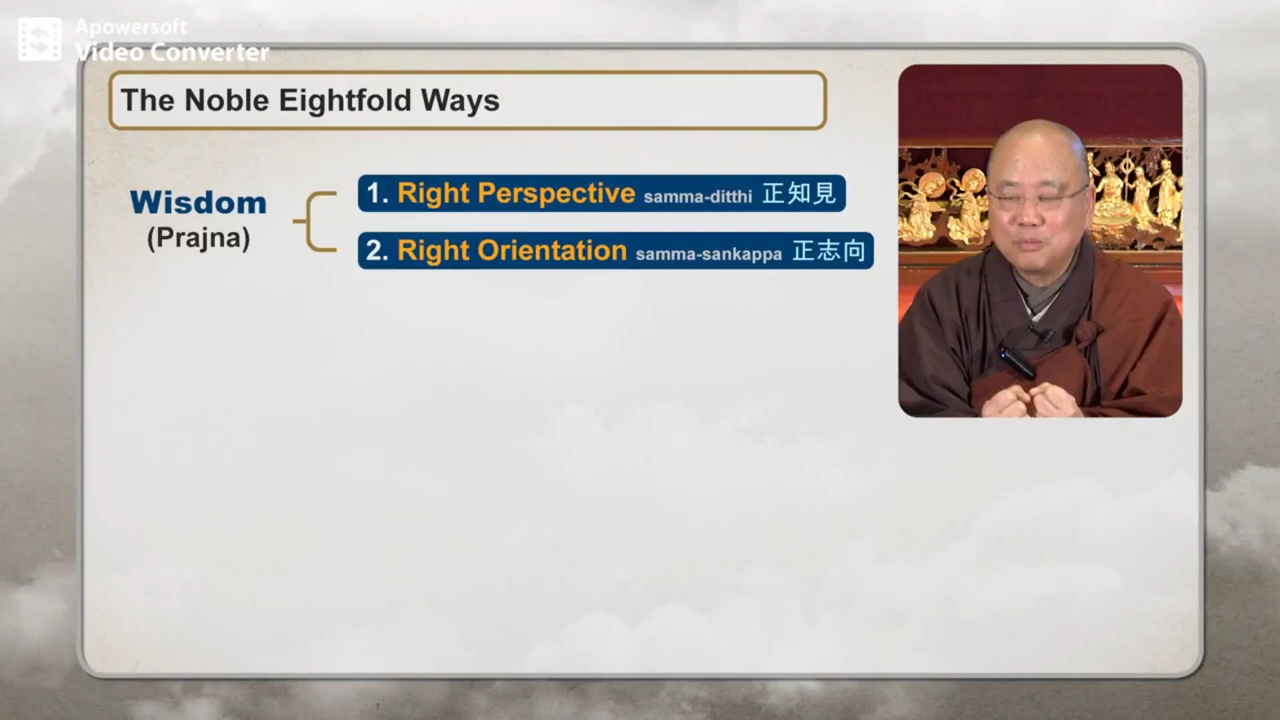 Apowersoft
Video Converter
The Noble Eightfold Ways
Wisdom
(Prajna)
1. Right Perspective samma-ditthi 正知見
2. Right Orientation samma-sankappa 正志向